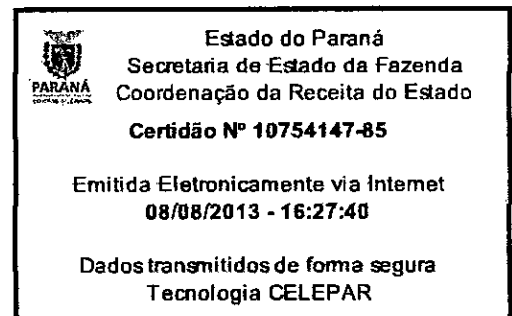 Estado do Paraná
Secretaria de Estado da Fazenda
PARANÁ
Coordenação da Receita do Estado
Certidão Nº 10754147-85
Emitida Eletronicamente via Internet
08/08/2013 - 16:27:40
Dados transmitidos de forma segura
Tecnologia CELEPAR